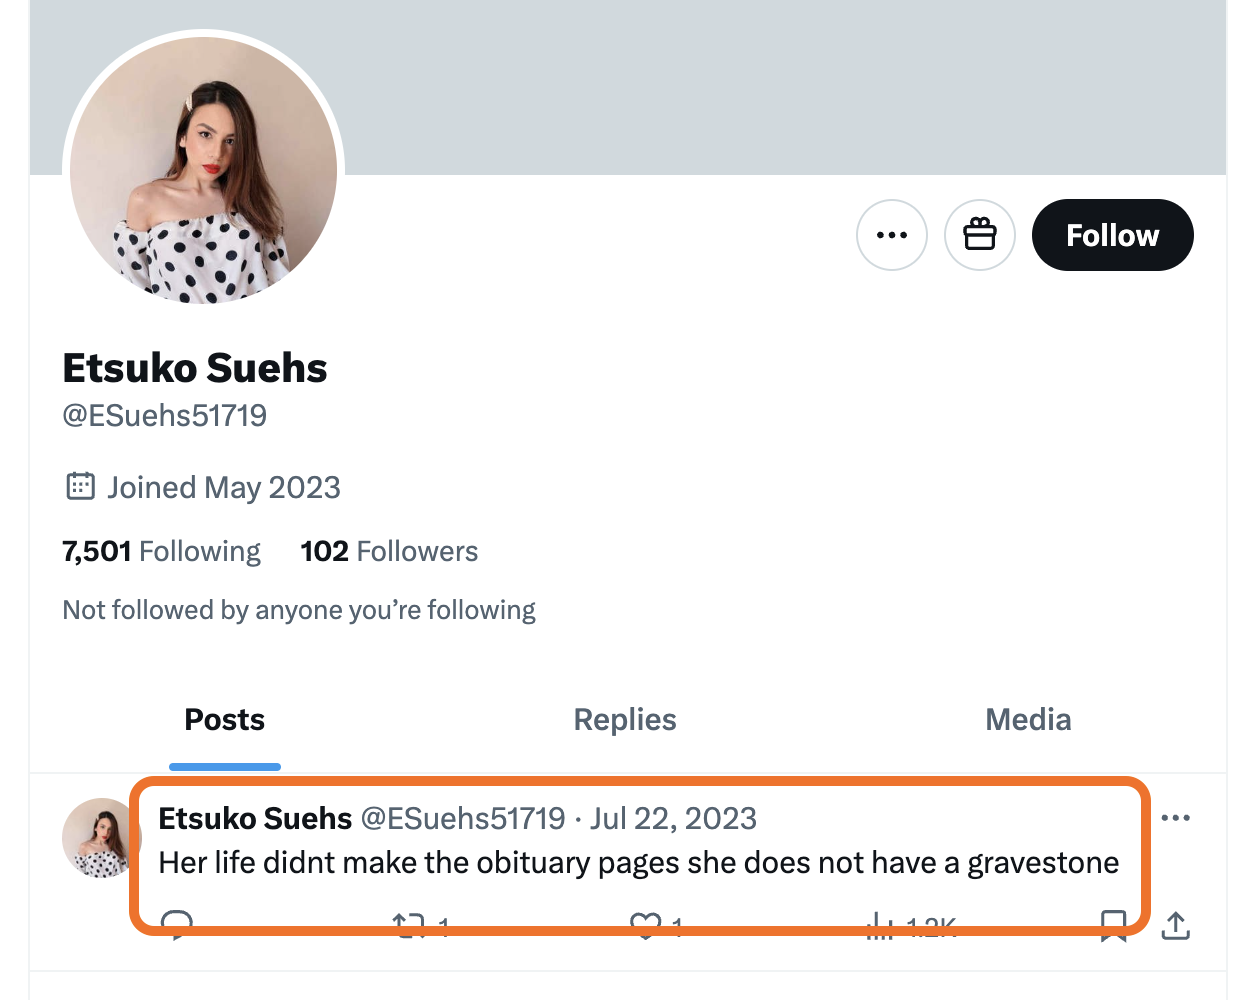 Follow
Etsuko Suehs
@ESuehs51719
Joined May 2023
7,501 Following 102 Followers
Not followed by anyone you’re following
Posts Replies Media
Etsuko Suehs @ESuehs51719 · Jul 22, 2023
Her life didnt make the obituary pages she does not have a gravestone
1 1 1.2K